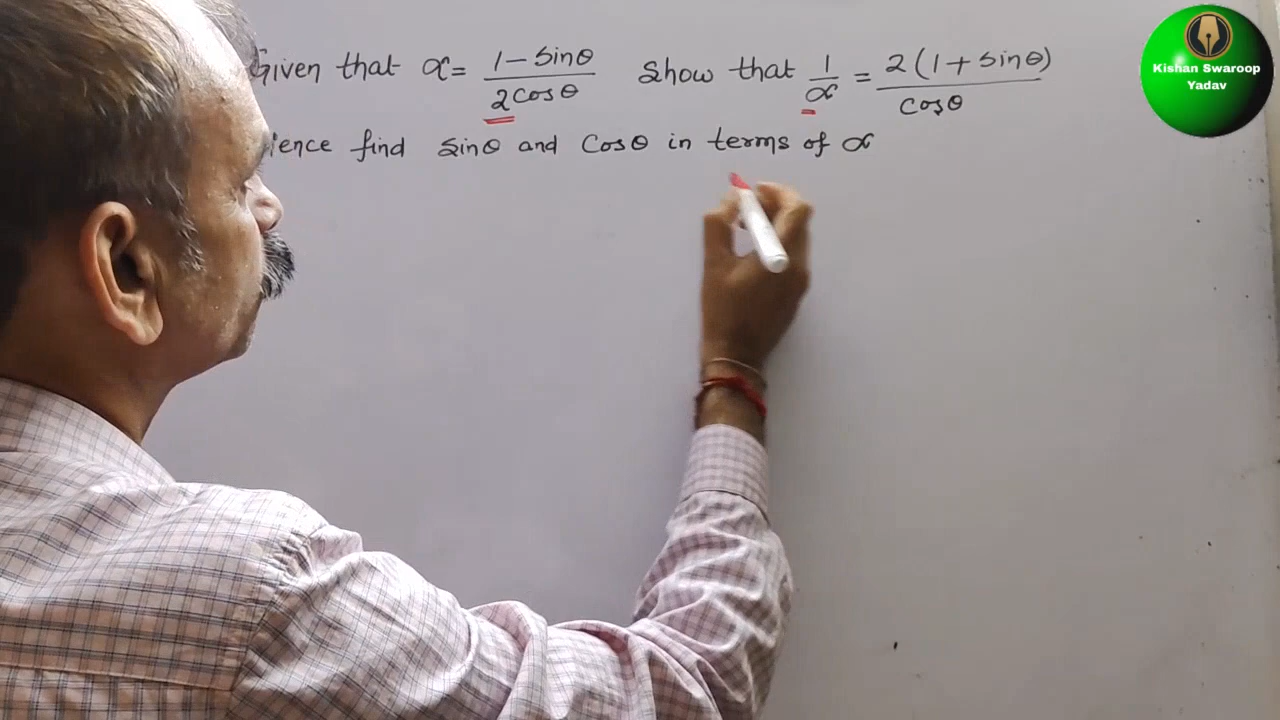 Given that x = (1 - sinθ) / (2cosθ) Show that 1/x = 2(1 + sinθ) / cosθ
Hence find sinθ and cosθ in terms of x
Kishan Swaroop
Yadav